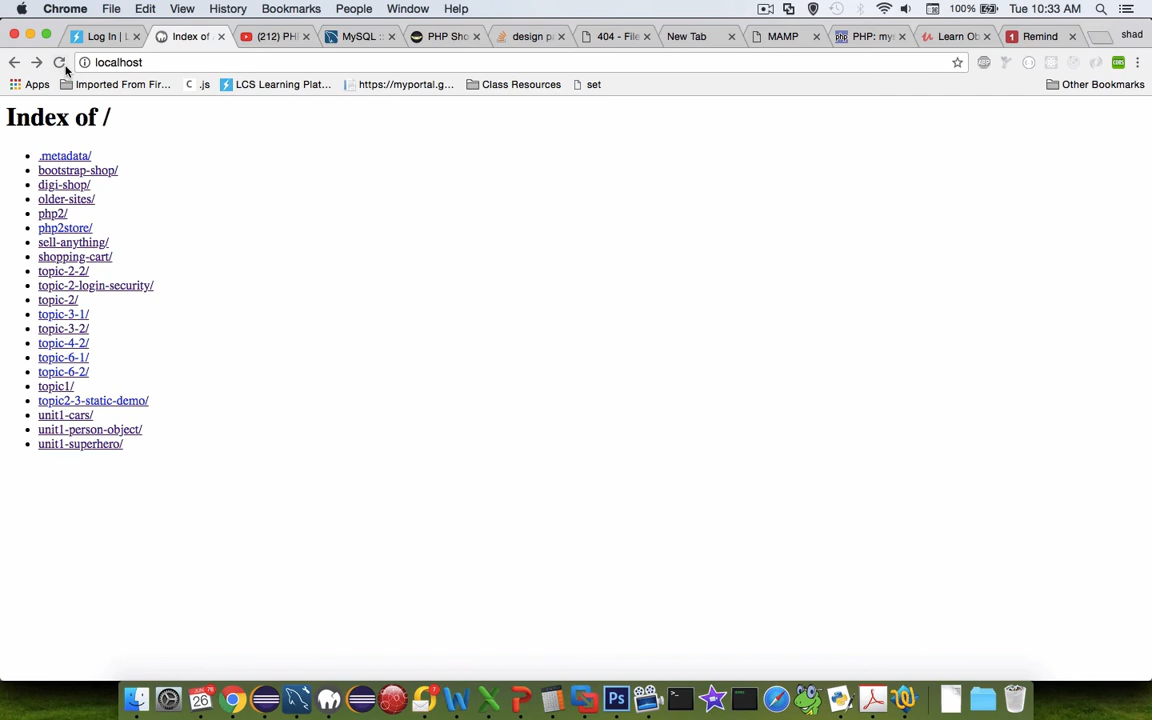 Chrome File Edit View History Bookmarks People Window Help 100% Tue 10:33 AM
Log In | L Index of / (212) PH MySQL :: PHP Sho design pa 404 - File New Tab MAMP PHP: my Learn Ob Remind shad
localhost
Apps Imported From Fir... C .js LCS Learning Plat... https://myportal.g... Class Resources set Other Bookmarks
Index of /
.metadata/
bootstrap-shop/
digi-shop/
older-sites/
php2/
php2store/
sell-anything/
shopping-cart/
topic-2-2/
topic-2-login-security/
topic-2/
topic-3-1/
topic-3-2/
topic-4-2/
topic-6-1/
topic-6-2/
topic1/
topic2-3-static-demo/
unit1-cars/
unit1-person-object/
unit1-superhero/
26